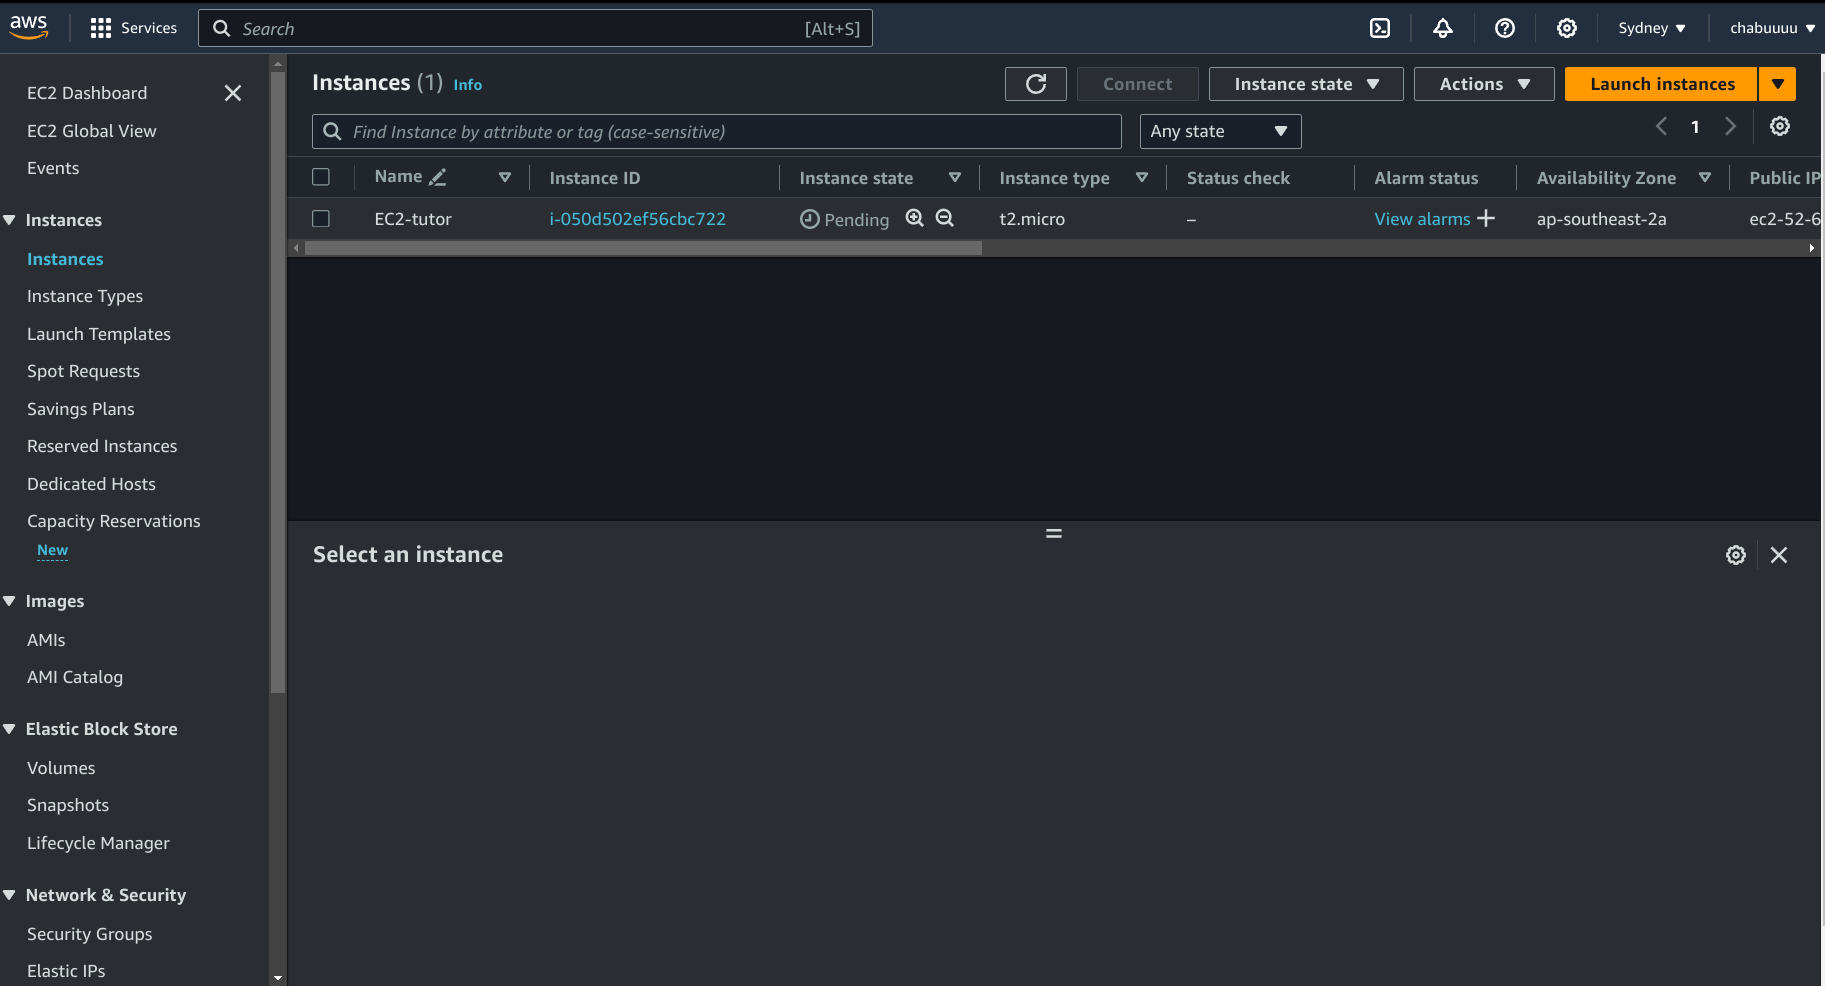 aws
Services
Search
[Alt+S]
Sydney
chabuuuu
EC2 Dashboard
EC2 Global View
Events
Instances
Instances
Instance Types
Launch Templates
Spot Requests
Savings Plans
Reserved Instances
Dedicated Hosts
Capacity Reservations
New
Images
AMIs
AMI Catalog
Elastic Block Store
Volumes
Snapshots
Lifecycle Manager
Network & Security
Security Groups
Elastic IPs
Instances (1) Info
Connect
Instance state
Actions
Launch instances
Find Instance by attribute or tag (case-sensitive)
Any state
1
Name Instance ID Instance state Instance type Status check Alarm status Availability Zone Public IP
EC2-tutor i-050d502ef56cbc722 Pending t2.micro – View alarms + ap-southeast-2a ec2-52-6
Select an instance